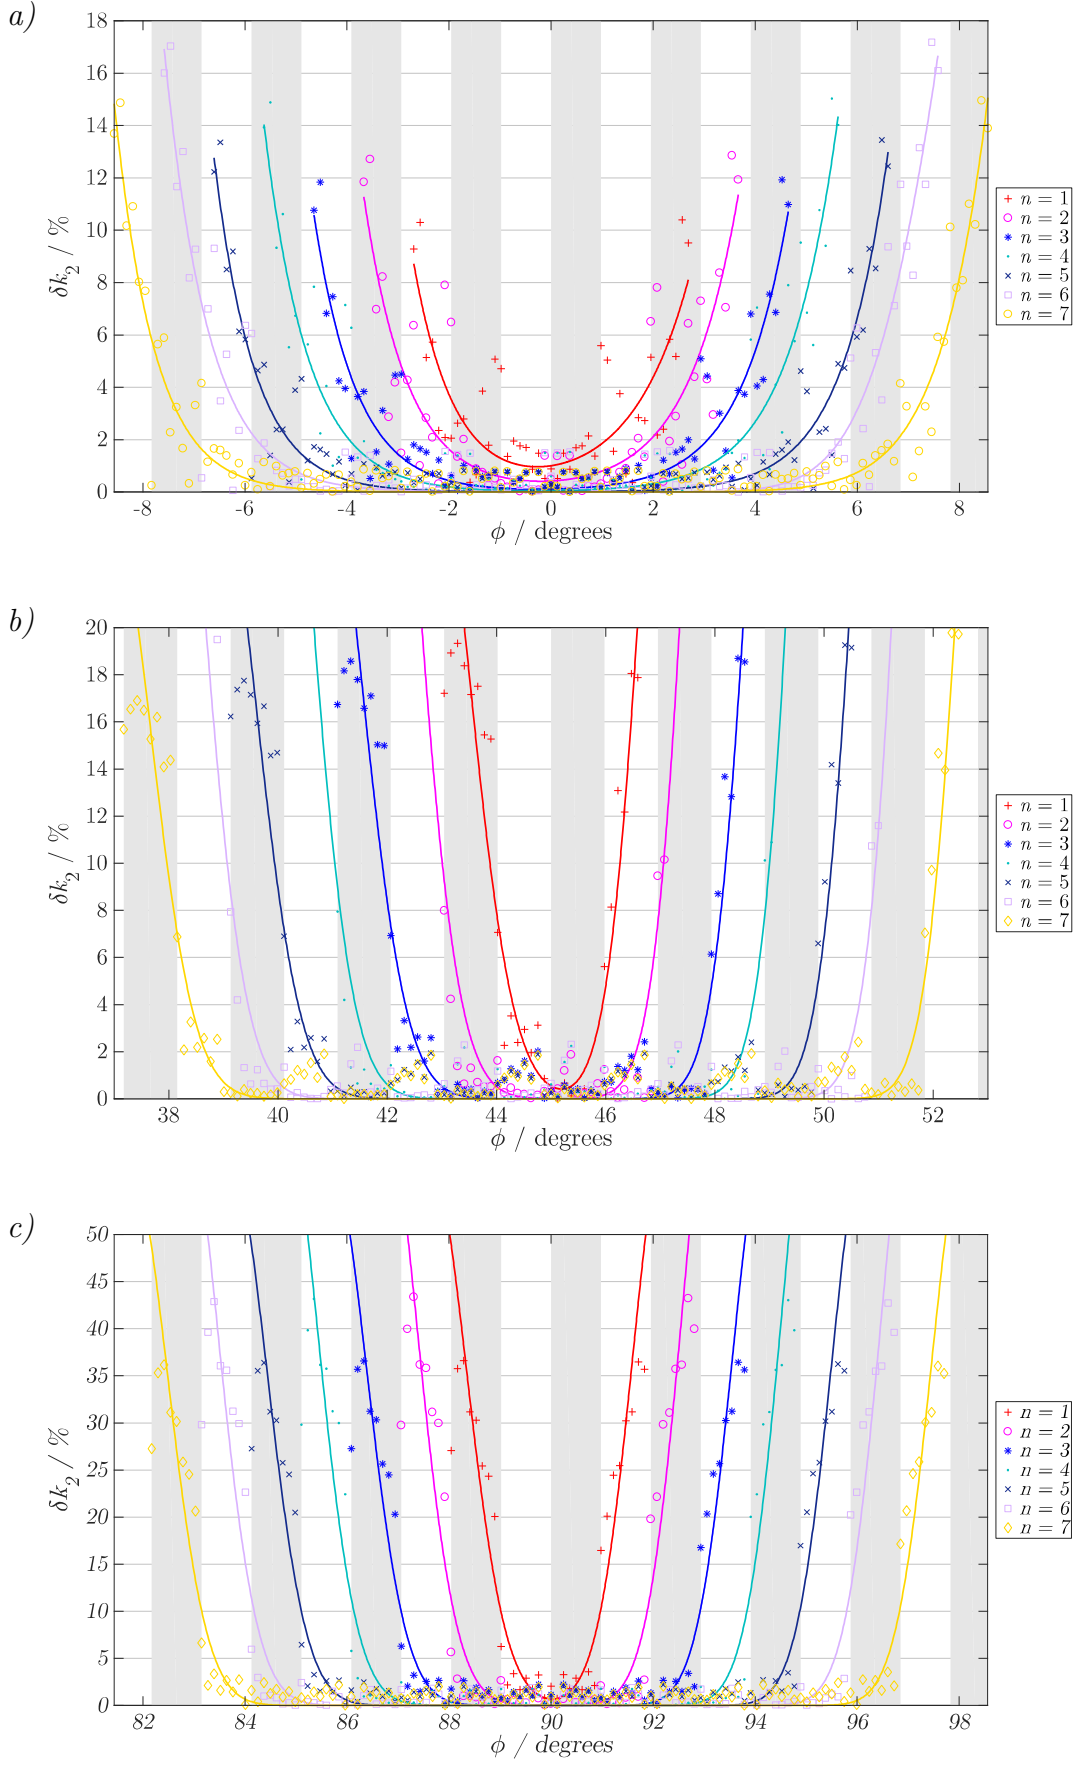 a)
18
16
14
12
10
8
6
4
2
0
δk2 / %
-8 -6 -4 -2 0 2 4 6 8
ϕ / degrees
n = 1
n = 2
n = 3
n = 4
n = 5
n = 6
n = 7
b)
20
18
16
14
12
10
8
6
4
2
0
δk2 / %
38 40 42 44 46 48 50 52
ϕ / degrees
n = 1
n = 2
n = 3
n = 4
n = 5
n = 6
n = 7
c)
50
45
40
35
30
25
20
15
10
5
0
δk2 / %
82 84 86 88 90 92 94 96 98
ϕ / degrees
n = 1
n = 2
n = 3
n = 4
n = 5
n = 6
n = 7